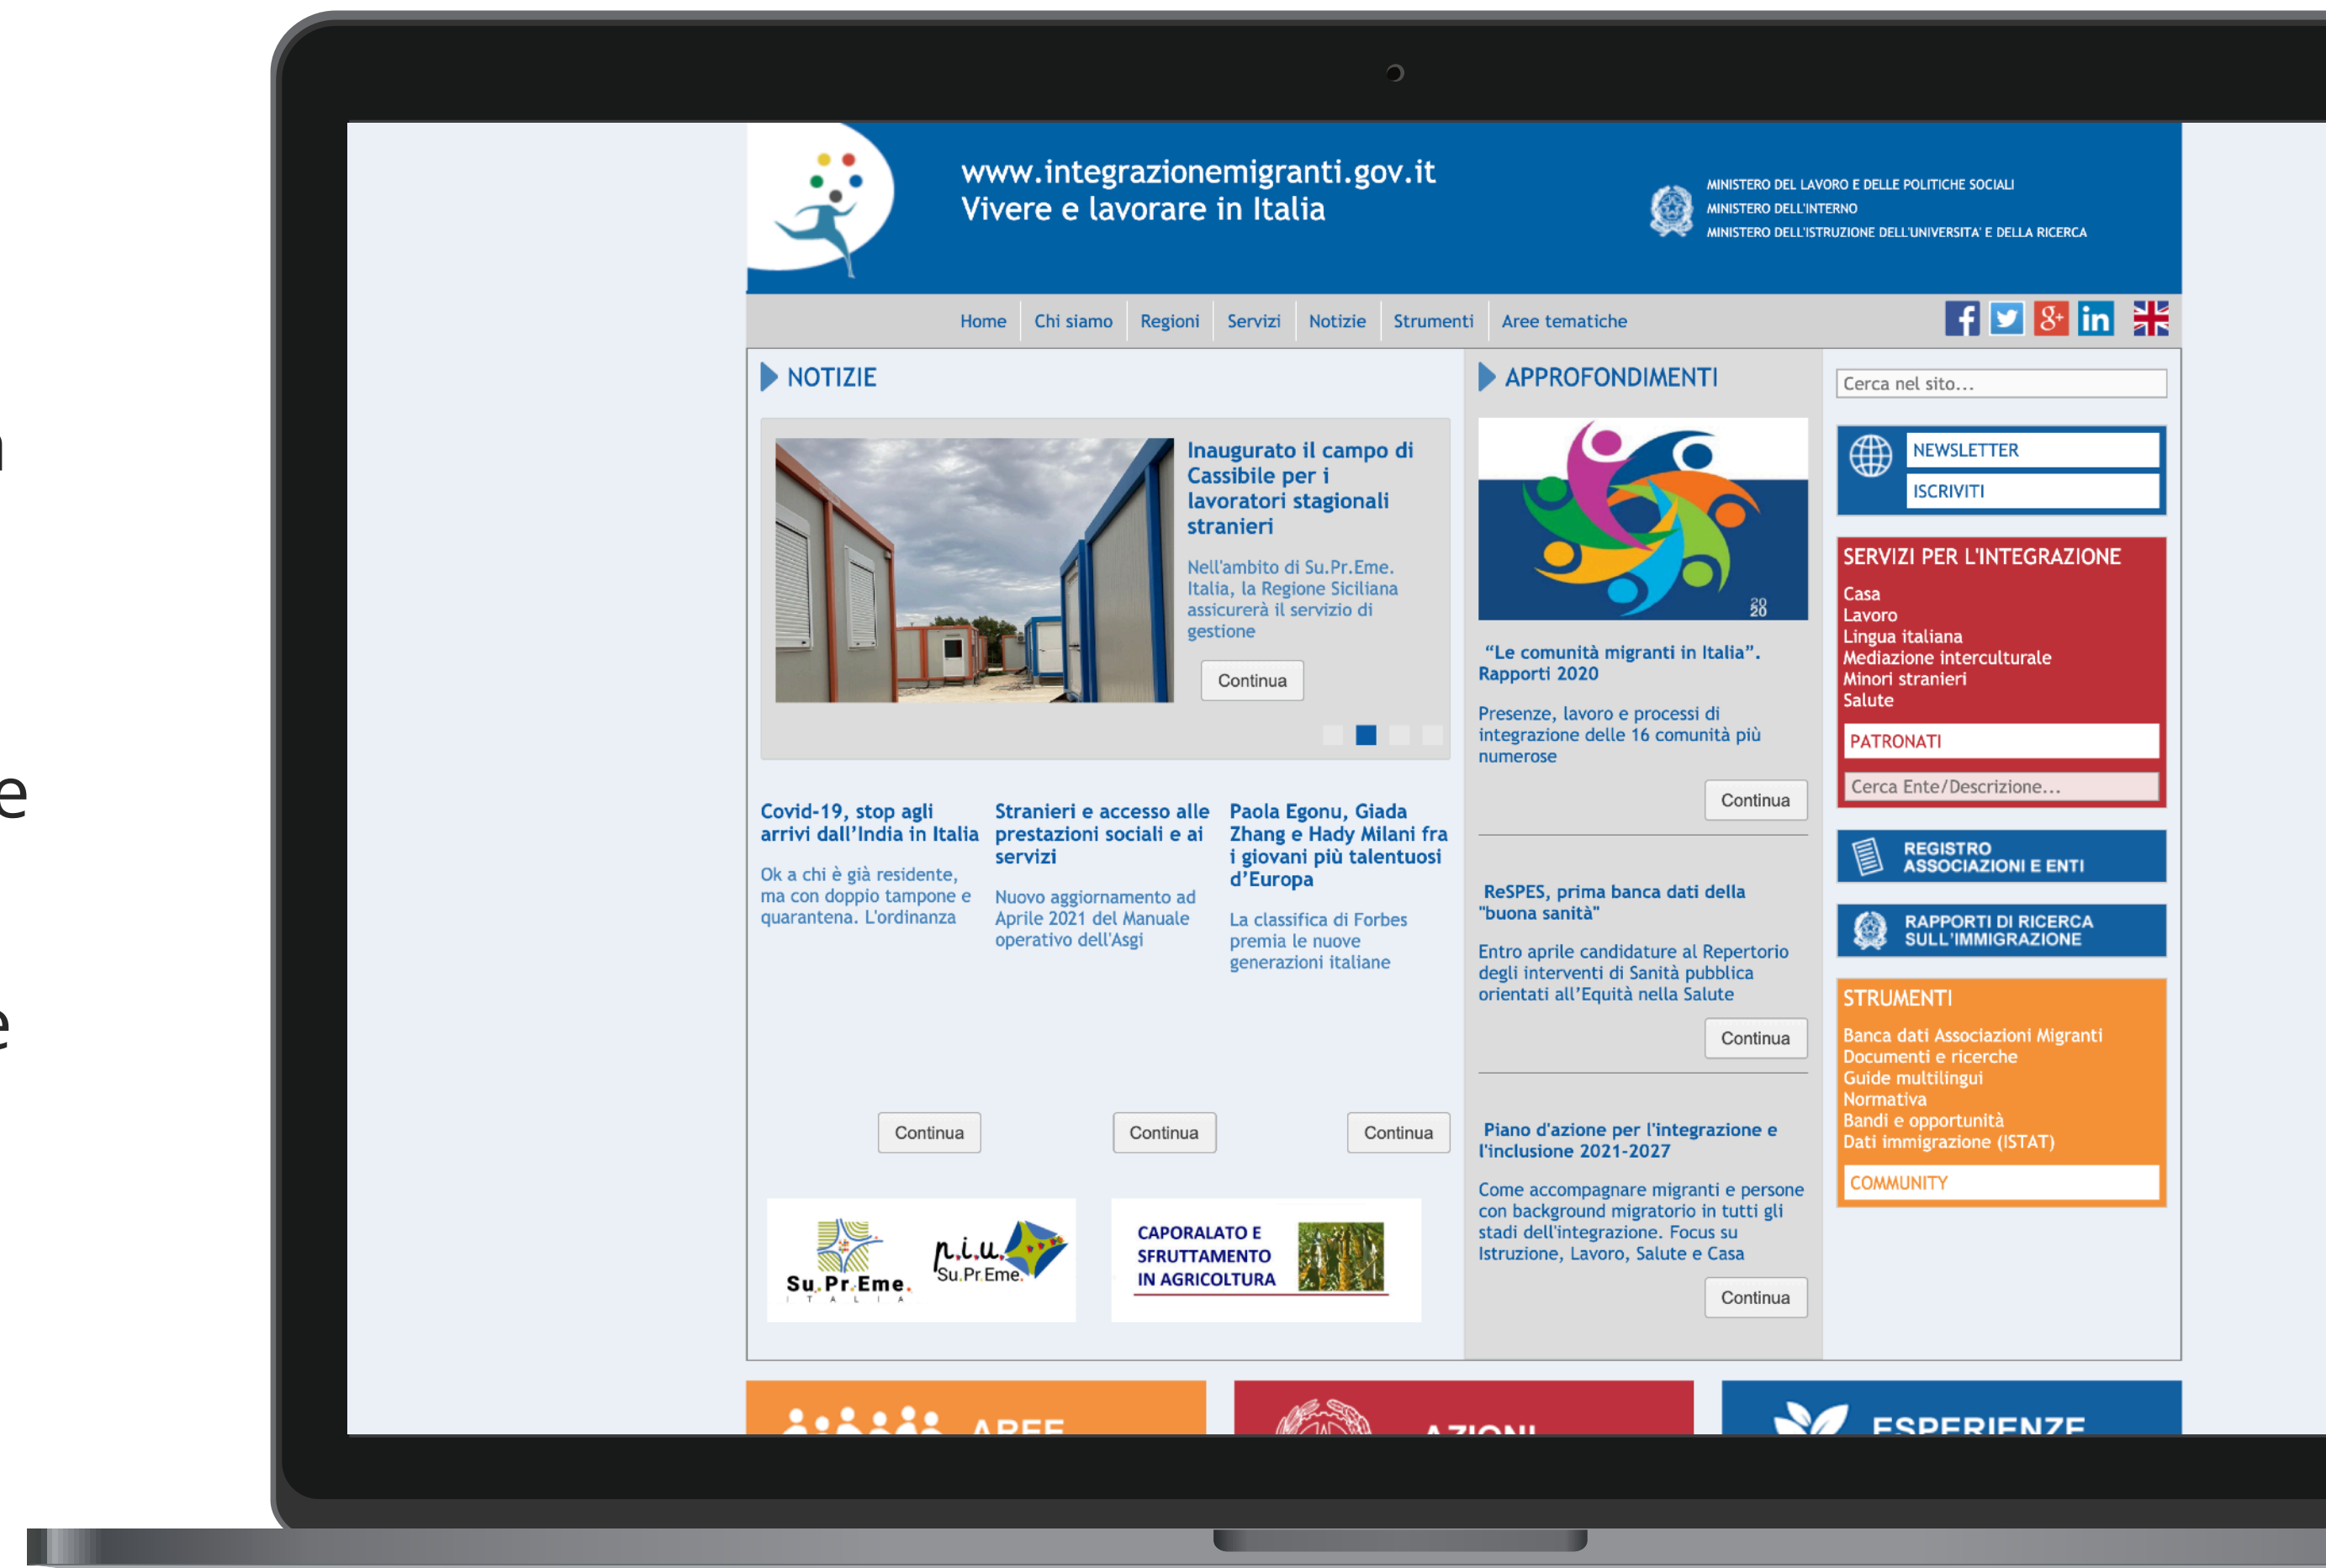 www.integrazionemigranti.gov.it
Vivere e lavorare in Italia
MINISTERO DEL LAVORO E DELLE POLITICHE SOCIALI
MINISTERO DELL'INTERNO
MINISTERO DELL'ISTRUZIONE DELL'UNIVERSITA' E DELLA RICERCA
Home
Chi siamo
Regioni
Servizi
Notizie
Strumenti
Aree tematiche
NOTIZIE
Inaugurato il campo di
Cassibile per i
lavoratori stagionali
stranieri
Nell'ambito di Su.Pr.Eme.
Italia, la Regione Siciliana
assicurerà il servizio di
gestione
Continua
Covid-19, stop agli
arrivi dall’India in Italia
Ok a chi è già residente,
ma con doppio tampone e
quarantena. L'ordinanza
Continua
Stranieri e accesso alle
prestazioni sociali e ai
servizi
Nuovo aggiornamento ad
Aprile 2021 del Manuale
operativo dell'Asgi
Continua
Paola Egonu, Giada
Zhang e Hady Milani fra
i giovani più talentuosi
d’Europa
La classifica di Forbes
premia le nuove
generazioni italiane
Continua
Su.Pr.Eme.
ITALIA
p.i.u.
Su.Pr.Eme.
CAPORALATO E
SFRUTTAMENTO
IN AGRICOLTURA
APPROFONDIMENTI
20
20
“Le comunità migranti in Italia”.
Rapporti 2020
Presenze, lavoro e processi di
integrazione delle 16 comunità più
numerose
Continua
ReSPES, prima banca dati della
"buona sanità"
Entro aprile candidature al Repertorio
degli interventi di Sanità pubblica
orientati all’Equità nella Salute
Continua
Piano d'azione per l'integrazione e
l'inclusione 2021-2027
Come accompagnare migranti e persone
con background migratorio in tutti gli
stadi dell'integrazione. Focus su
Istruzione, Lavoro, Salute e Casa
Continua
Cerca nel sito...
NEWSLETTER
ISCRIVITI
SERVIZI PER L'INTEGRAZIONE
Casa
Lavoro
Lingua italiana
Mediazione interculturale
Minori stranieri
Salute
PATRONATI
Cerca Ente/Descrizione...
REGISTRO
ASSOCIAZIONI E ENTI
RAPPORTI DI RICERCA
SULL'IMMIGRAZIONE
STRUMENTI
Banca dati Associazioni Migranti
Documenti e ricerche
Guide multilingui
Normativa
Bandi e opportunità
Dati immigrazione (ISTAT)
COMMUNITY
AREE
AZIONI
ESPERIENZE